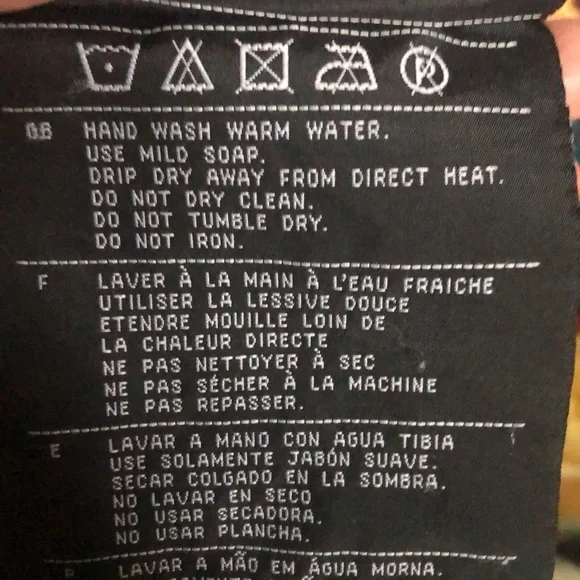 GB HAND WASH WARM WATER.
USE MILD SOAP.
DRIP DRY AWAY FROM DIRECT HEAT.
DO NOT DRY CLEAN.
DO NOT TUMBLE DRY.
DO NOT IRON.
F LAVER À LA MAIN À L'EAU FRAICHE
UTILISER LA LESSIVE DOUCE
ETENDRE MOUILLE LOIN DE
LA CHALEUR DIRECTE
NE PAS NETTOYER À SEC
NE PAS SÉCHER À LA MACHINE
NE PAS REPASSER.
E LAVAR A MANO CON AGUA TIBIA
USE SOLAMENTE JABÓN SUAVE.
SECAR COLGADO EN LA SOMBRA.
NO LAVAR EN SECO
NO USAR SECADORA.
NO USAR PLANCHA.
LAVAR A MÃO EM ÁGUA MORNA.